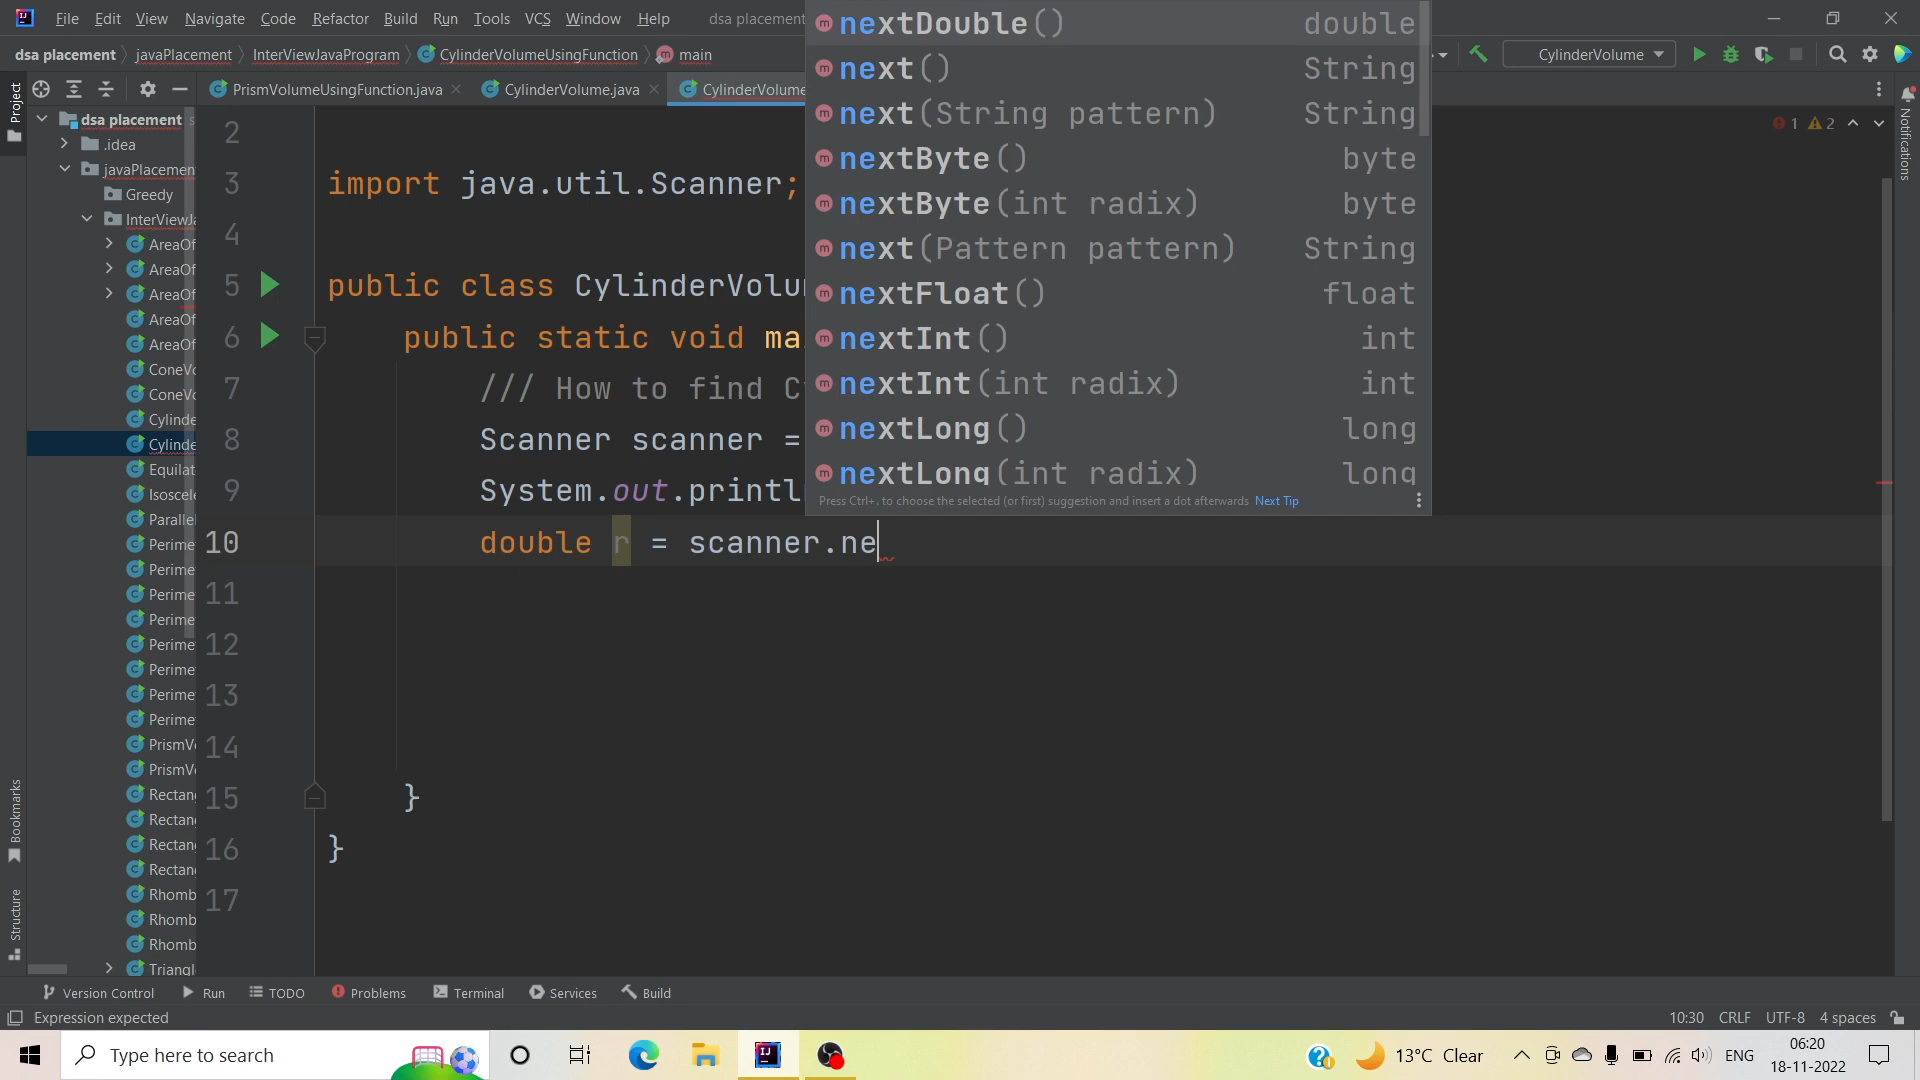 File Edit View Navigate Code Refactor Build Run Tools VCS Window Help dsa placement
dsa placement javaPlacement InterViewJavaProgram CylinderVolumeUsingFunction main CylinderVolume
Project
PrismVolumeUsingFunction.java CylinderVolume.java CylinderVolume
dsa placement
.idea
javaPlacemen
Greedy
InterViewJa
AreaOf
AreaOf
AreaOf
AreaOf
AreaOf
ConeVo
ConeVo
Cylinde
Cylinde
Equilat
Isoscele
Paralle
Perime
Perime
Perime
Perime
Perime
Perime
Perime
Perime
PrismVo
PrismVo
Rectang
Rectang
Rectang
Rectang
Rhomb
Rhomb
Rhomb
Triangl
2
3 import java.util.Scanner;
4
5 public class CylinderVolu
6 public static void ma
7 /// How to find C
8 Scanner scanner =
9 System.out.printl
10 double r = scanner.ne
11
12
13
14
15 }
16 }
17
nextDouble() double
next() String
next(String pattern) String
nextByte() byte
nextByte(int radix) byte
next(Pattern pattern) String
nextFloat() float
nextInt() int
nextInt(int radix) int
nextLong() long
nextLong(int radix) long
Press Ctrl+. to choose the selected (or first) suggestion and insert a dot afterwards Next Tip
1 2
Notifications
Bookmarks
Structure
Version Control Run TODO Problems Terminal Services Build
Expression expected 10:30 CRLF UTF-8 4 spaces
Type here to search 13°C Clear ENG 06:20
18-11-2022